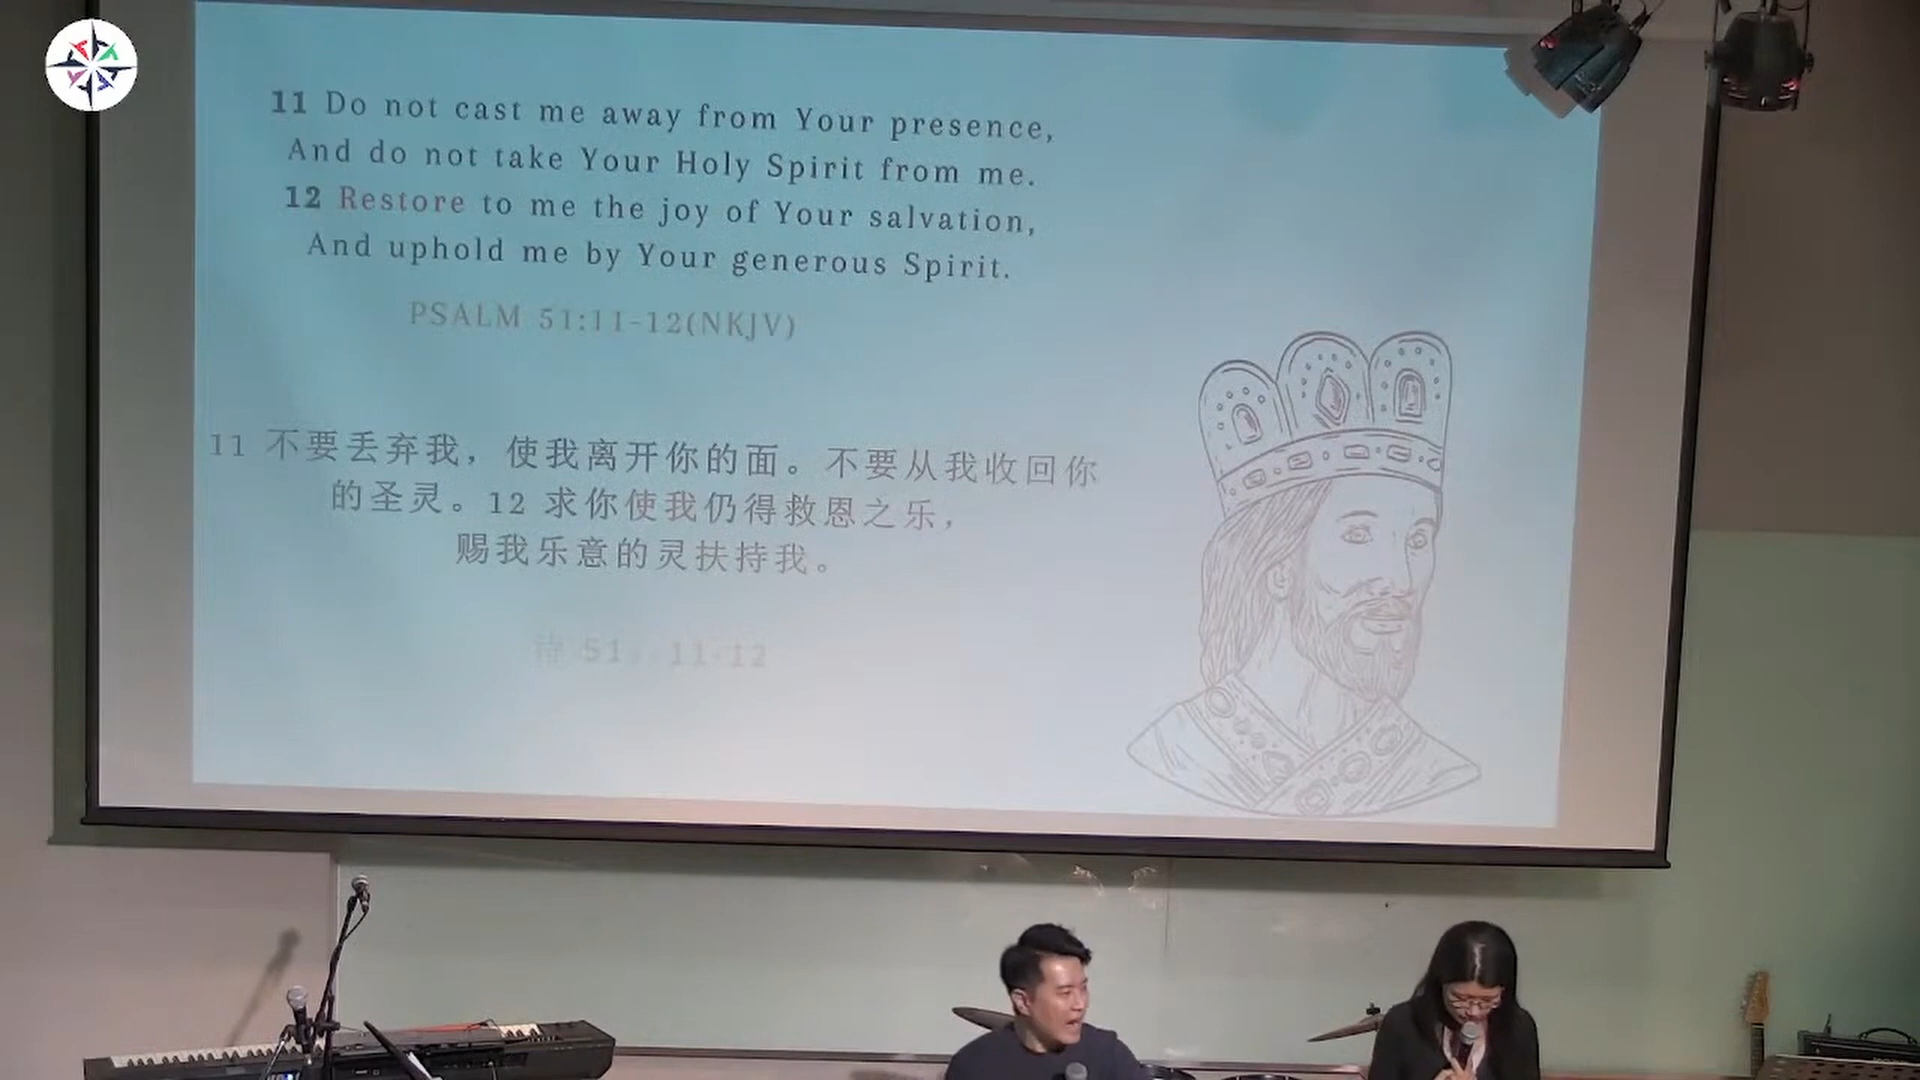 11 Do not cast me away from Your presence,
And do not take Your Holy Spirit from me.
12 Restore to me the joy of Your salvation,
And uphold me by Your generous Spirit.
PSALM 51:11-12(NKJV)
11 不要丢弃我，使我离开你的面。不要从我收回你
的圣灵。12 求你使我仍得救恩之乐，
赐我乐意的灵扶持我。
诗 51：11-12